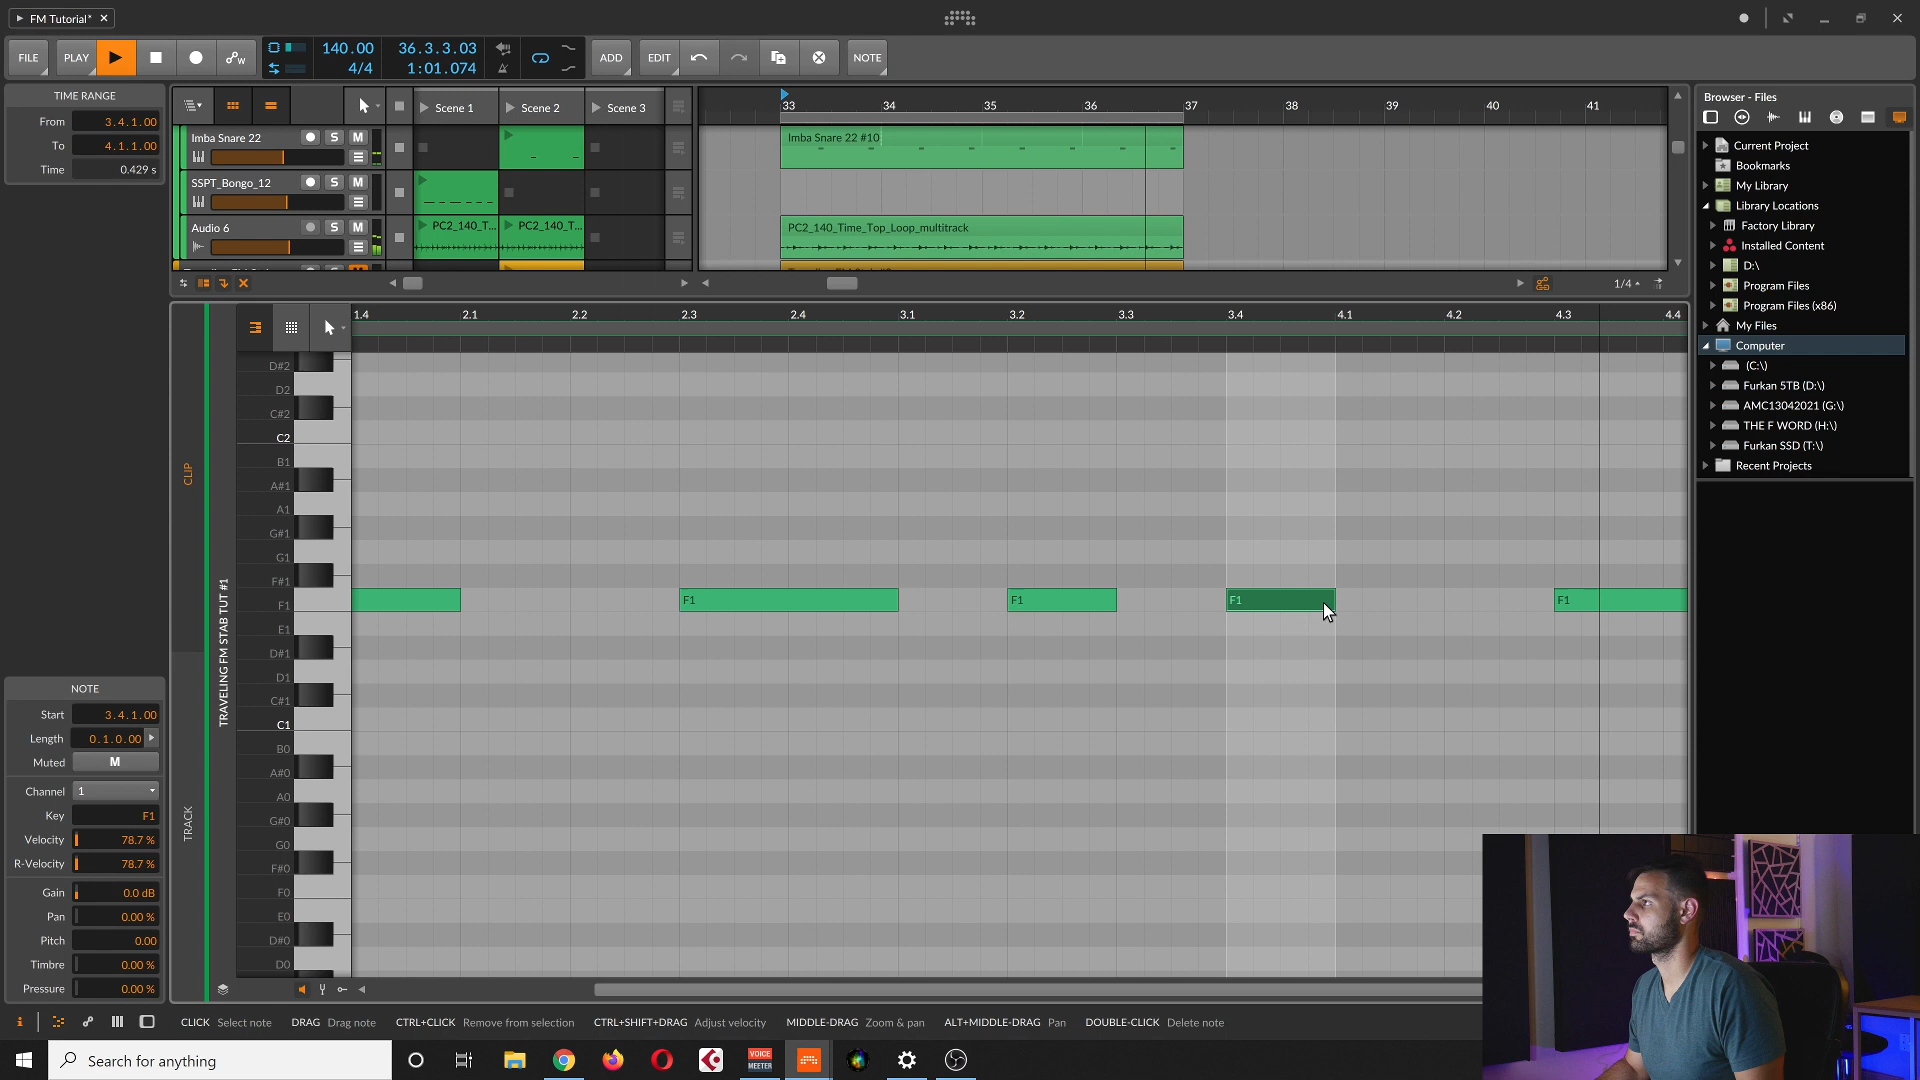 FM Tutorial*
FILE
PLAY
140.00
4/4
36.3.3.03
1:01.074
ADD
EDIT
NOTE
TIME RANGE
From 3.4.1.00
To 4.1.1.00
Time 0.429 s
Scene 1
Scene 2
Scene 3
33 34 35 36 37 38 39 40 41
Imba Snare 22
S M
Imba Snare 22 #10
SSPT_Bongo_12
S M
Audio 6
S M
PC2_140_T...
PC2_140_T...
PC2_140_Time_Top_Loop_multitrack
1/4
Browser - Files
Current Project
Bookmarks
My Library
Library Locations
Factory Library
Installed Content
D:\
Program Files
Program Files (x86)
My Files
Computer
(C:\)
Furkan 5TB (D:\)
AMC13042021 (G:\)
THE F WORD (H:\)
Furkan SSD (T:\)
Recent Projects
CLIP
TRACK
TRAVELING FM STAB TUT #1
1.4 2.1 2.2 2.3 2.4 3.1 3.2 3.3 3.4 4.1 4.2 4.3 4.4
D#2
D2
C#2
C2
B1
A#1
A1
G#1
G1
F#1
F1
E1
D#1
D1
C#1
C1
B0
A#0
A0
G#0
G0
F#0
F0
E0
D#0
D0
F1
F1
F1
F1
NOTE
Start 3.4.1.00
Length 0.1.0.00
Muted M
Channel 1
Key F1
Velocity 78.7 %
R-Velocity 78.7 %
Gain 0.0 dB
Pan 0.00 %
Pitch 0.00
Timbre 0.00 %
Pressure 0.00 %
CLICK Select note DRAG Drag note CTRL+CLICK Remove from selection CTRL+SHIFT+DRAG Adjust velocity MIDDLE-DRAG Zoom & pan ALT+MIDDLE-DRAG Pan DOUBLE-CLICK Delete note
Search for anything
VOICE
MEETER